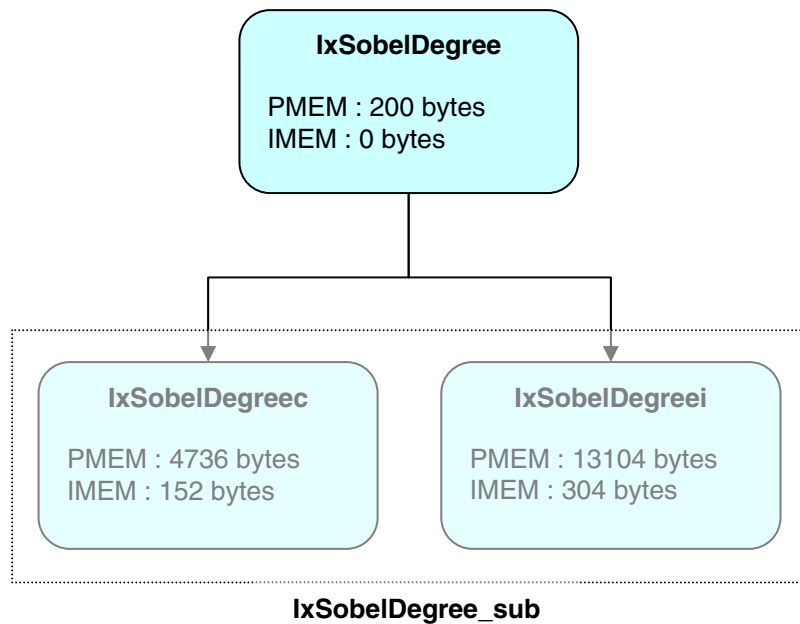 IxSobelDegree
PMEM : 200 bytes
IMEM : 0 bytes
IxSobelDegreec
PMEM : 4736 bytes
IMEM : 152 bytes
IxSobelDegreei
PMEM : 13104 bytes
IMEM : 304 bytes
IxSobelDegree_sub